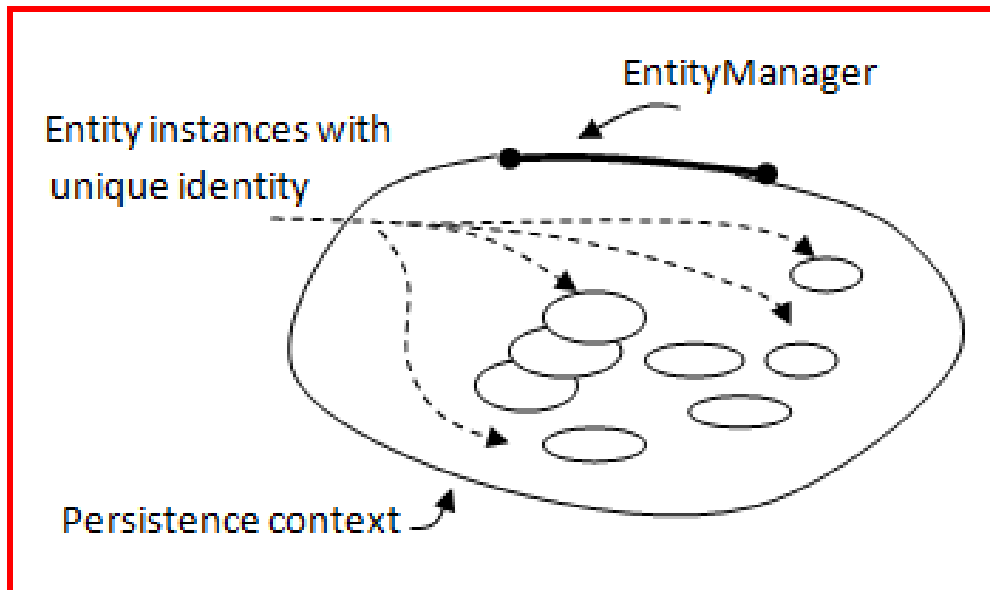 EntityManager
Entity instances with
unique identity
Persistence context